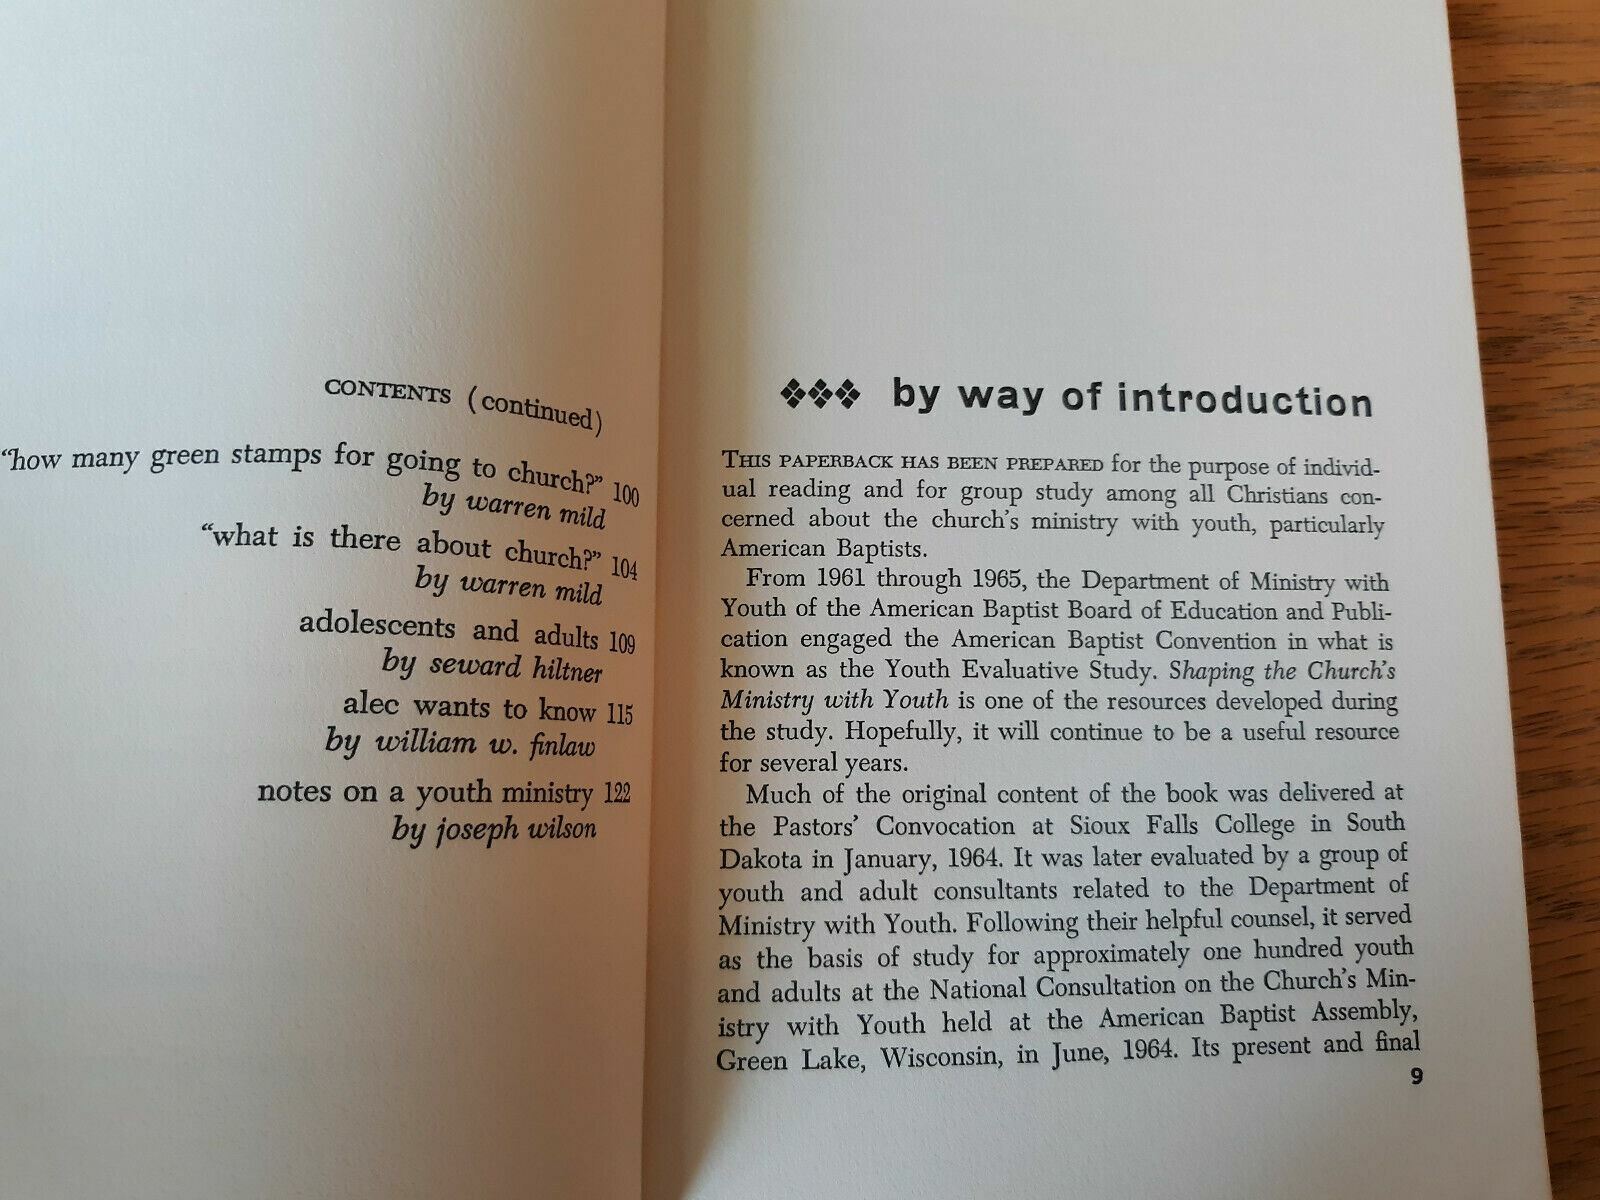 CONTENTS (continued)
“how many green stamps for going to church?” 100
by warren mild
“what is there about church?” 104
by warren mild
adolescents and adults 109
by seward hiltner
alec wants to know 115
by william w. finlaw
notes on a youth ministry 122
by joseph wilson
by way of introduction
THIS PAPERBACK HAS BEEN PREPARED for the purpose of individ-
ual reading and for group study among all Christians con-
cerned about the church's ministry with youth, particularly
American Baptists.
From 1961 through 1965, the Department of Ministry with
Youth of the American Baptist Board of Education and Publi-
cation engaged the American Baptist Convention in what is
known as the Youth Evaluative Study. Shaping the Church's
Ministry with Youth is one of the resources developed during
the study. Hopefully, it will continue to be a useful resource
for several years.
Much of the original content of the book was delivered at
the Pastors' Convocation at Sioux Falls College in South
Dakota in January, 1964. It was later evaluated by a group of
youth and adult consultants related to the Department of
Ministry with Youth. Following their helpful counsel, it served
as the basis of study for approximately one hundred youth
and adults at the National Consultation on the Church's Min-
istry with Youth held at the American Baptist Assembly,
Green Lake, Wisconsin, in June, 1964. Its present and final
9